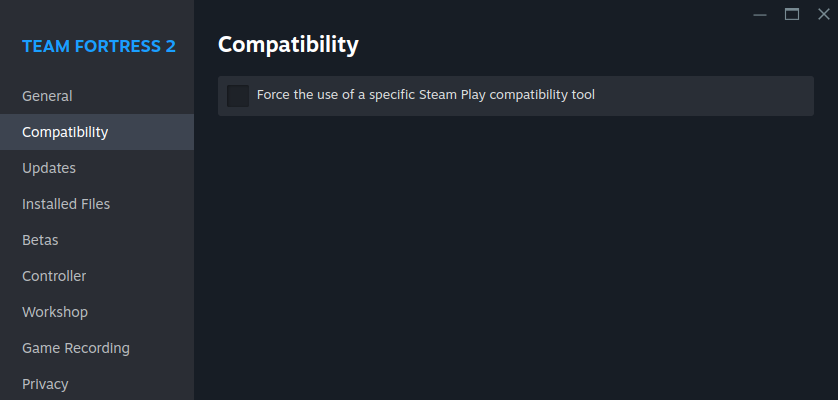 TEAM FORTRESS 2
General
Compatibility
Updates
Installed Files
Betas
Controller
Workshop
Game Recording
Privacy
Compatibility
Force the use of a specific Steam Play compatibility tool